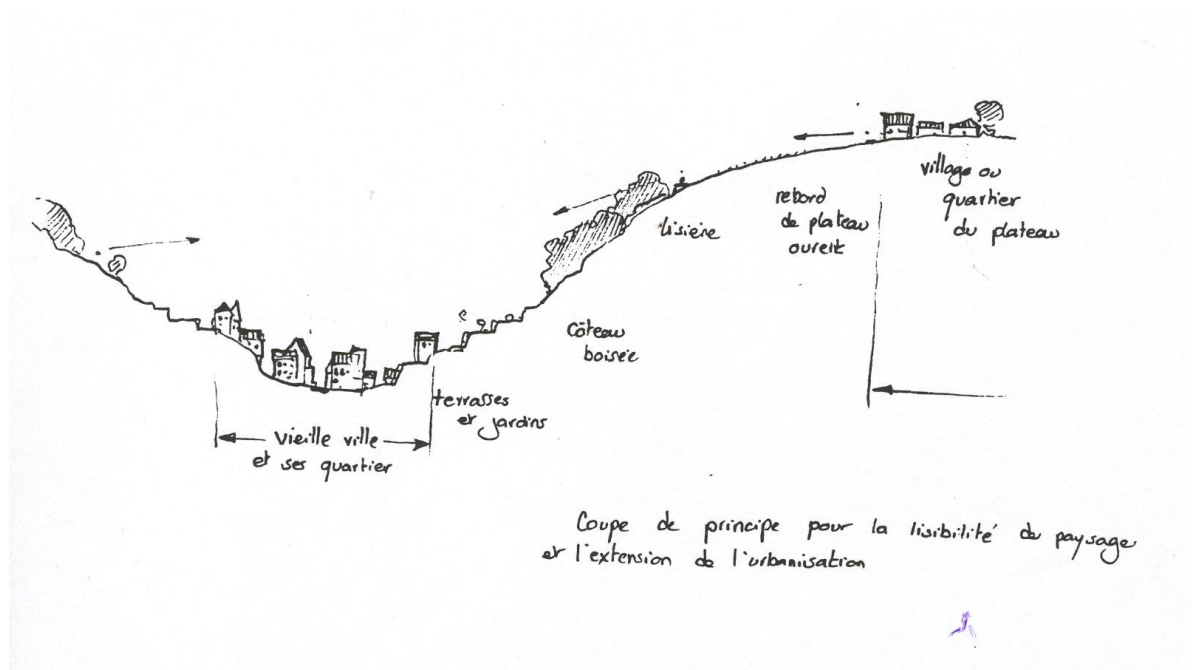 village ou
quartier
du plateau
rebord
de plateau
ouvert
lisière
Côteau
boisée
terrasses
et jardins
vieille ville
et ses quartier
Coupe de principe pour la lisibilité du paysage
et l'extension de l'urbanisation